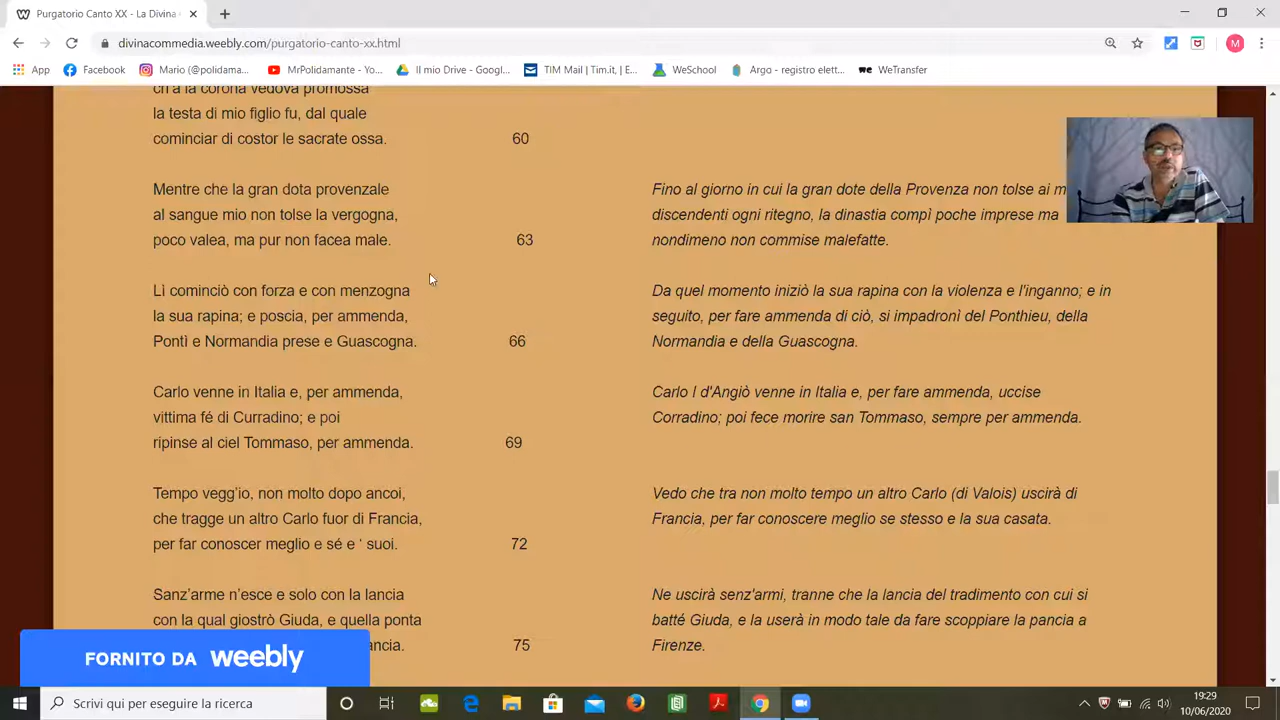 Purgatorio Canto XX - La Divina
divinacommedia.weebly.com/purgatorio-canto-xx.html
M
App
Facebook
Instagram
Mario (@polidama...
MrPolidamante - Yo...
Il mio Drive - Googl...
TIM Mail | Tim.it, | E...
WeSchool
Argo - registro elett...
WeTransfer
ch'a la corona vedova promossa
la testa di mio figlio fu, dal quale
cominciar di costor le sacrate ossa. 60
Mentre che la gran dota provenzale
al sangue mio non tolse la vergogna,
poco valea, ma pur non facea male. 63
Fino al giorno in cui la gran dote della Provenza non tolse ai m
discendenti ogni ritegno, la dinastia compì poche imprese ma
nondimeno non commise malefatte.
Lì cominciò con forza e con menzogna
la sua rapina; e poscia, per ammenda,
Pontì e Normandia prese e Guascogna. 66
Da quel momento iniziò la sua rapina con la violenza e l'inganno; e in
seguito, per fare ammenda di ciò, si impadronì del Ponthieu, della
Normandia e della Guascogna.
Carlo venne in Italia e, per ammenda,
vittima fé di Curradino; e poi
ripinse al ciel Tommaso, per ammenda. 69
Carlo I d'Angiò venne in Italia e, per fare ammenda, uccise
Corradino; poi fece morire san Tommaso, sempre per ammenda.
Tempo vegg'io, non molto dopo ancoi,
che tragge un altro Carlo fuor di Francia,
per far conoscer meglio e sé e ' suoi. 72
Vedo che tra non molto tempo un altro Carlo (di Valois) uscirà di
Francia, per far conoscere meglio se stesso e la sua casata.
Sanz'arme n'esce e solo con la lancia
con la qual giostrò Giuda, e quella ponta
ancia. 75
Ne uscirà senz'armi, tranne che la lancia del tradimento con cui si
batté Giuda, e la userà in modo tale da fare scoppiare la pancia a
Firenze.
FORNITO DA weebly
Scrivi qui per eseguire la ricerca
19:29
10/06/2020